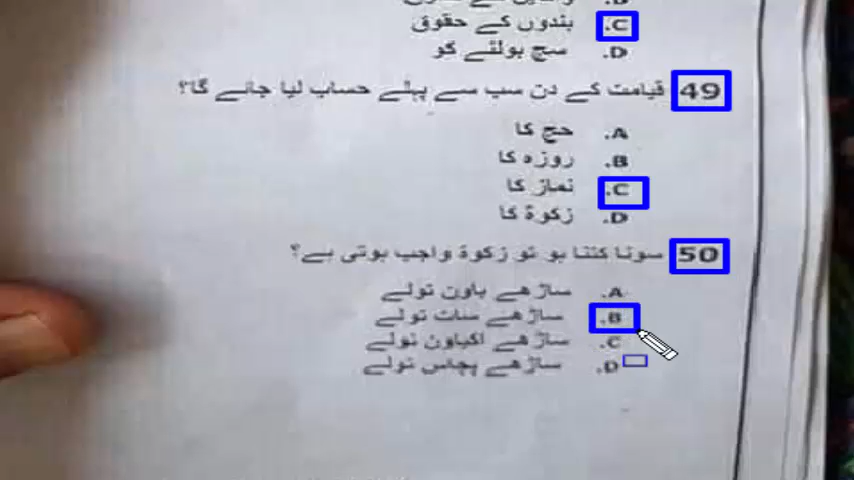 C. بندوں کے حقوق
D. سچ بولئے گو
49 قیامت کے دن سب سے پہلے حساب لیا جائے گا؟
A. حج کا
B. روزہ کا
C. نماز کا
D. زکوۃ کا
50 سونا کتنا ہو تو زکوۃ واجب ہوتی ہے؟
A. ساڑھے باون تولے
B. ساڑھے سات تولے
C. ساڑھے اکیاون تولے
D. ساڑھے پچاس تولے